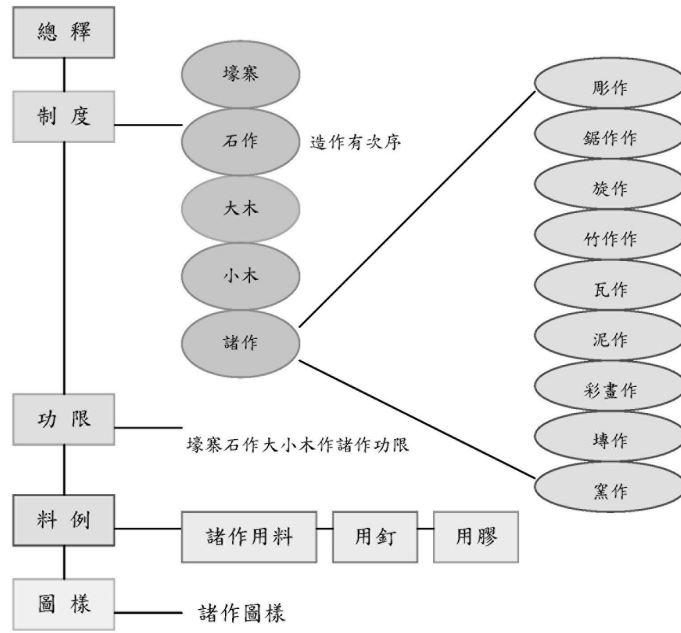 總釋
制度
壕寨
石作
造作有次序
大木
小木
諸作
彫作
鋸作作
旋作
竹作作
瓦作
泥作
彩畫作
塼作
窯作
功限
壕寨石作大小木作諸作功限
料例
諸作用料
用釘
用膠
圖樣
諸作圖樣